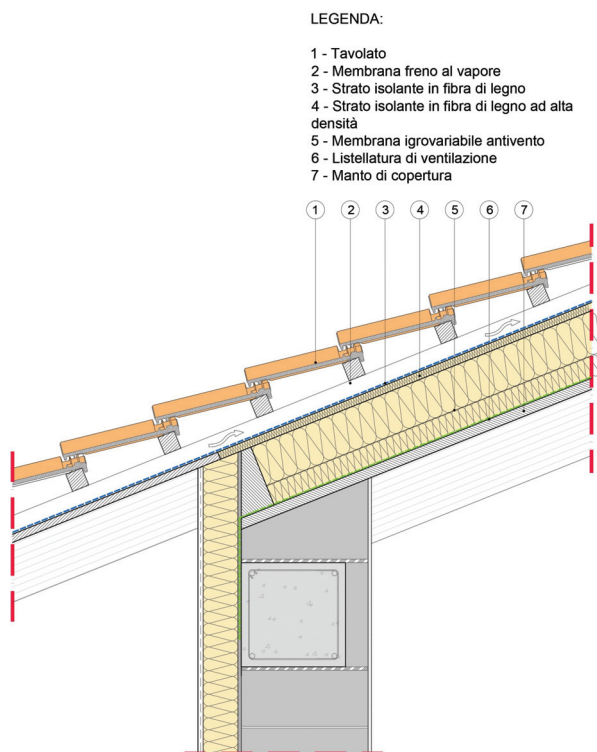 LEGENDA:
1 - Tavolato
2 - Membrana freno al vapore
3 - Strato isolante in fibra di legno
4 - Strato isolante in fibra di legno ad alta
densità
5 - Membrana igrovariabile antivento
6 - Listellatura di ventilazione
7 - Manto di copertura
1 2 3 4 5 6 7